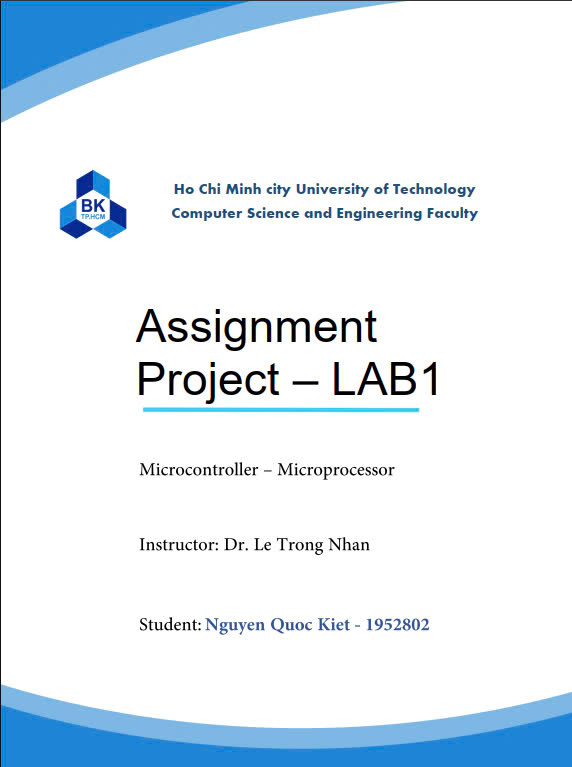 BK
TP.HCM
Ho Chi Minh city University of Technology
Computer Science and Engineering Faculty
Assignment
Project – LAB1
Microcontroller – Microprocessor
Instructor: Dr. Le Trong Nhan
Student: Nguyen Quoc Kiet - 1952802